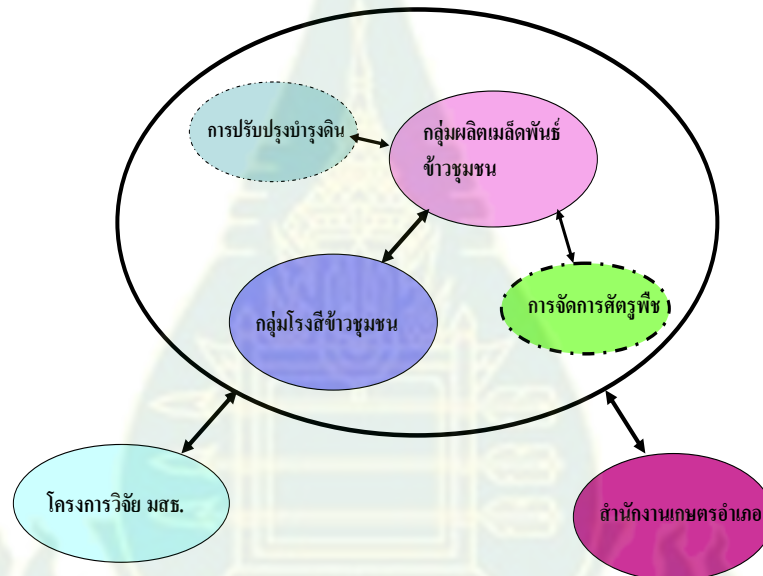 การปรับปรุงบำรุงดิน
กลุ่มผลิตเมล็ดพันธ์
ข้าวชุมชน
กลุ่มโรงสีข้าวชุมชน
การจัดการศัตรูพืช
โครงการวิจัย มสธ.
สำนักงานเกษตรอำเภอ